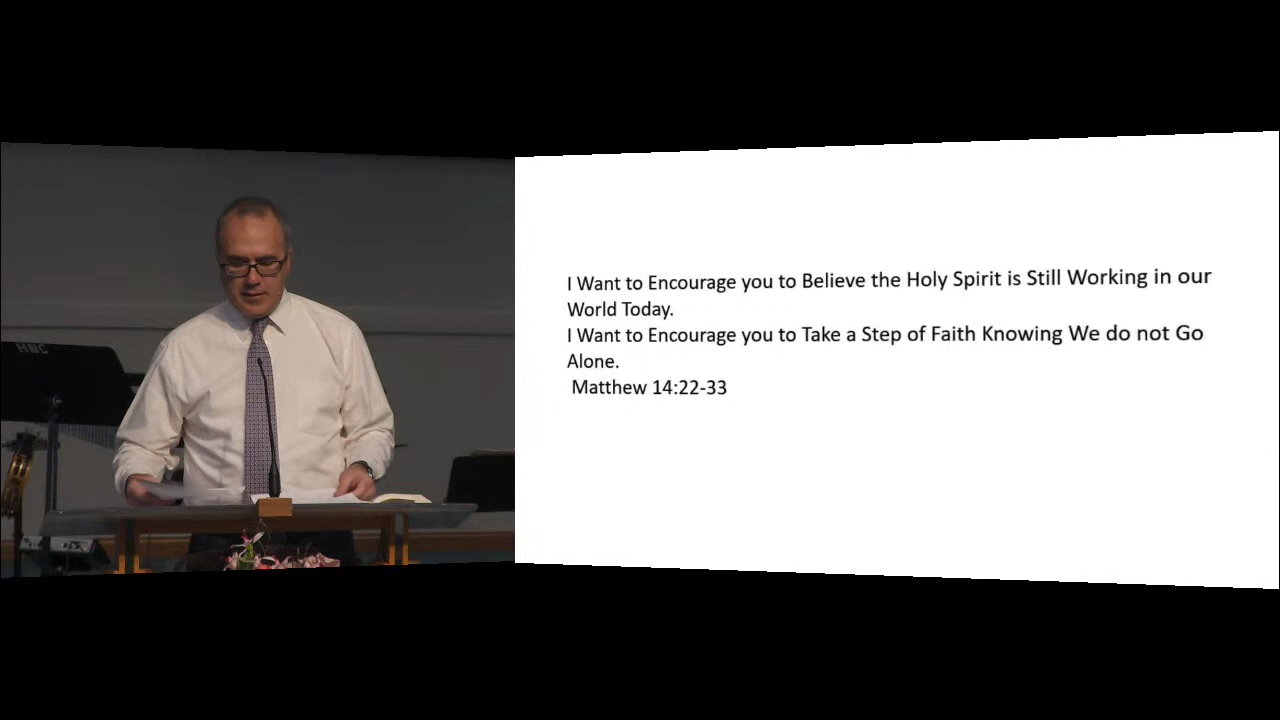 HNC
I Want to Encourage you to Believe the Holy Spirit is Still Working in our
World Today.
I Want to Encourage you to Take a Step of Faith Knowing We do not Go
Alone.
Matthew 14:22-33